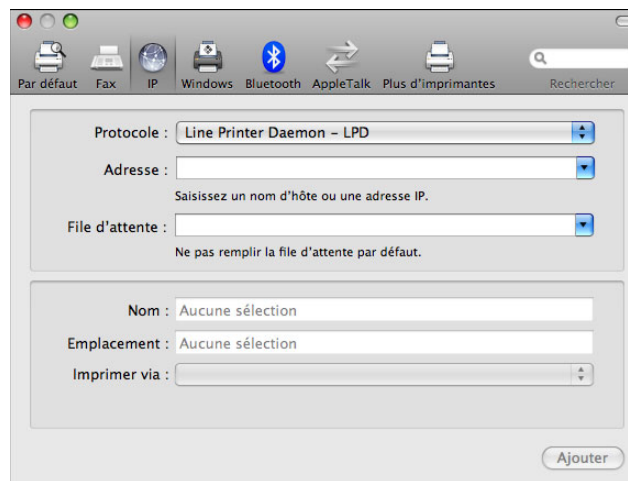 Par défaut Fax IP Windows Bluetooth AppleTalk Plus d'imprimantes Rechercher
Protocole : Line Printer Daemon – LPD
Adresse :
Saisissez un nom d'hôte ou une adresse IP.
File d'attente :
Ne pas remplir la file d'attente par défaut.
Nom : Aucune sélection
Emplacement : Aucune sélection
Imprimer via :
Ajouter